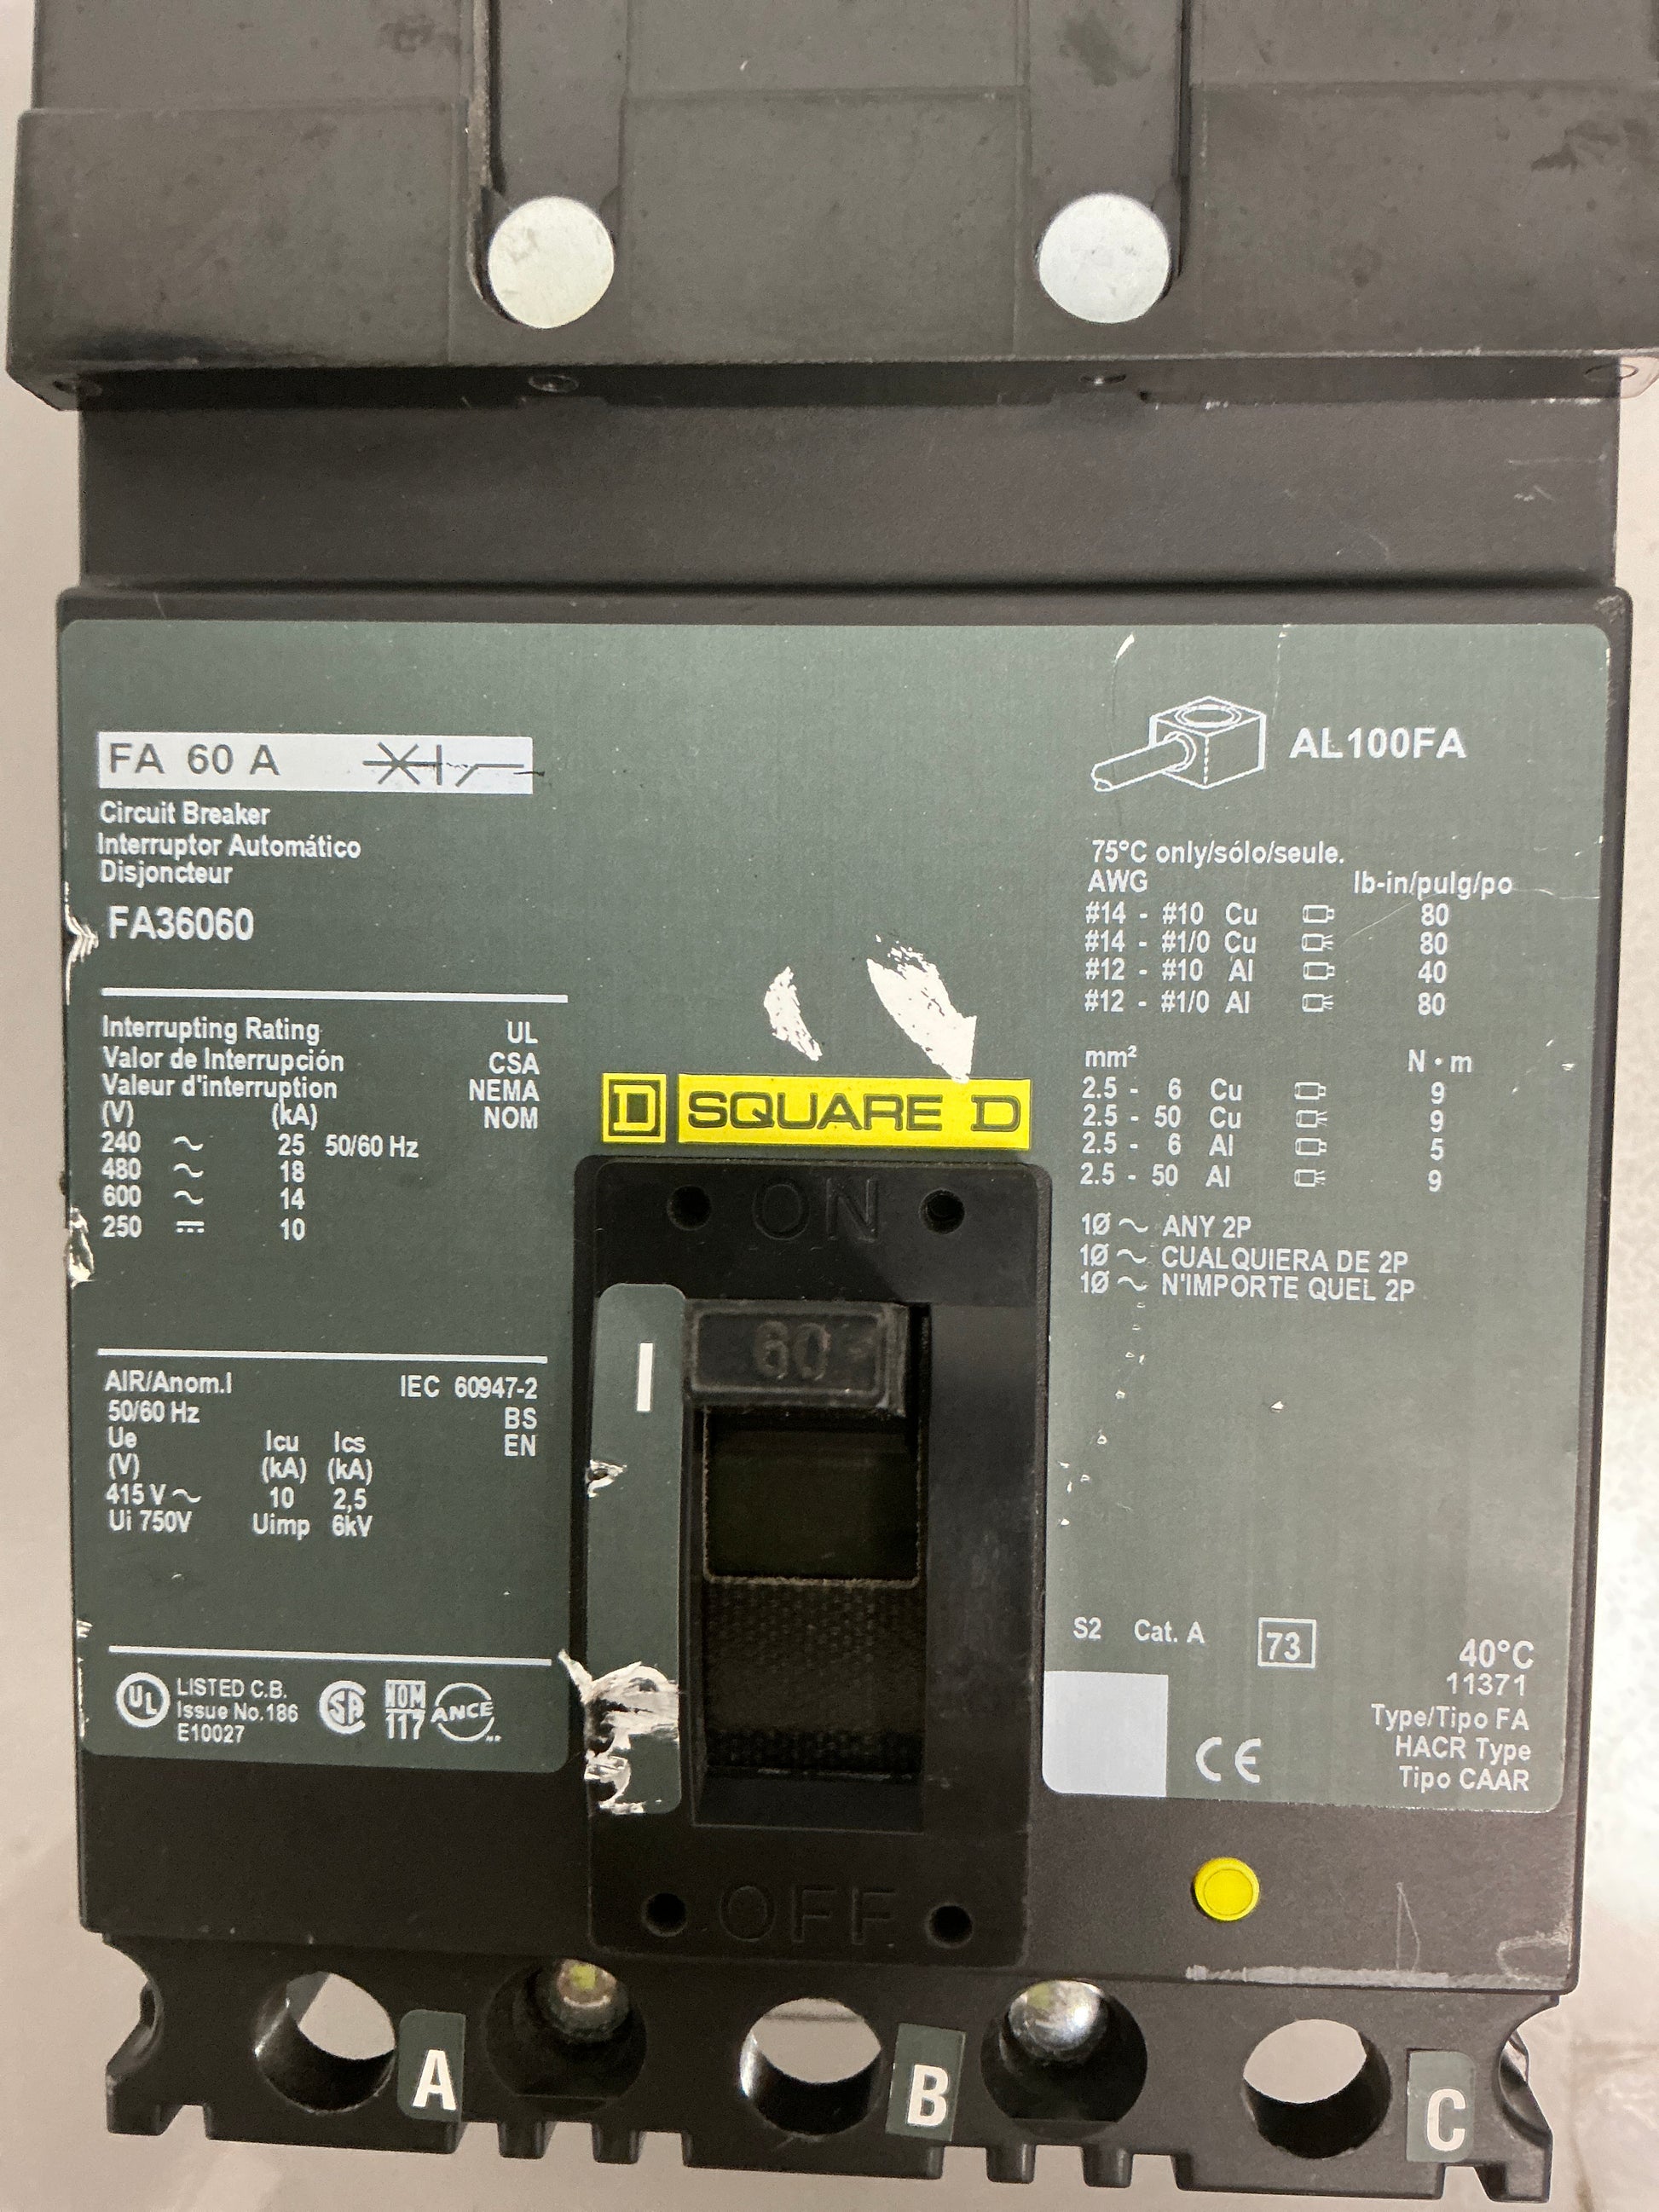 FA 60 A
Circuit Breaker
Interruptor Automático
Disjoncteur
FA36060
Interrupting Rating UL
Valor de Interrupción CSA
Valeur d'interruption NEMA
(V) (kA) NOM
240 ~ 25 50/60 Hz
480 ~ 18
600 ~ 14
250 ⎓ 10
AIR/Anom.I IEC 60947-2
50/60 Hz BS
Ue Icu Ics EN
(V) (kA) (kA)
415 V ~ 10 2,5
Ui 750V Uimp 6kV
UL LISTED C.B.
Issue No.186
E10027
SA
NOM
117
ANCE
D SQUARE D
ON
60
I
OFF
AL100FA
75°C only/sólo/seule.
AWG lb-in/pulg/po
#14 - #10 Cu 80
#14 - #1/0 Cu 80
#12 - #10 Al 40
#12 - #1/0 Al 80
mm² N • m
2.5 - 6 Cu 9
2.5 - 50 Cu 9
2.5 - 6 Al 5
2.5 - 50 Al 9
1Ø ~ ANY 2P
1Ø ~ CUALQUIERA DE 2P
1Ø ~ N'IMPORTE QUEL 2P
S2 Cat. A 73 40°C
11371
Type/Tipo FA
HACR Type
Tipo CAAR
CE
A B C